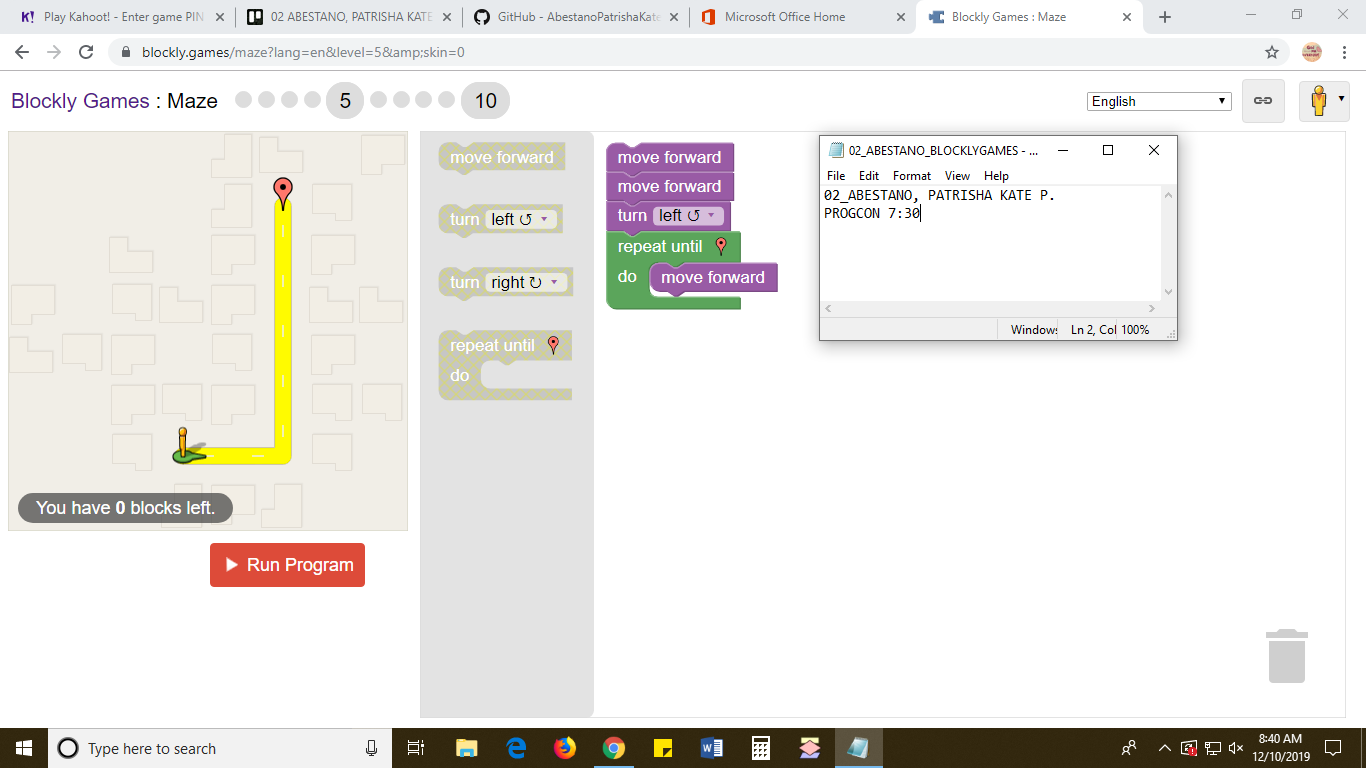 Play Kahoot! - Enter game PIN
02 ABESTANO, PATRISHA KATE
GitHub - AbestanoPatrishaKate
Microsoft Office Home
Blockly Games : Maze
blockly.games/maze?lang=en&level=5&amp;skin=0
Blockly Games : Maze
5
10
English
move forward
turn left ↺
turn right ↻
repeat until
do
move forward
move forward
turn left ↺
repeat until
do move forward
02_ABESTANO_BLOCKLYGAMES - ...
File Edit Format View Help
02_ABESTANO, PATRISHA KATE P.
PROGCON 7:30
Windows Ln 2, Col 100%
You have 0 blocks left.
Run Program
Type here to search
8:40 AM
12/10/2019